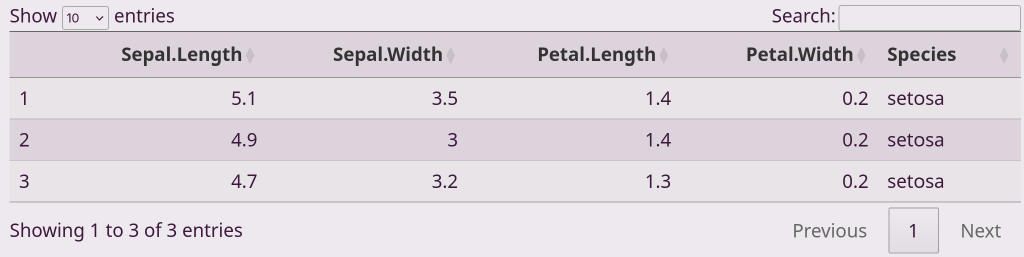 Show 10 entries Search:
Sepal.Length Sepal.Width Petal.Length Petal.Width Species
1 5.1 3.5 1.4 0.2 setosa
2 4.9 3 1.4 0.2 setosa
3 4.7 3.2 1.3 0.2 setosa
Showing 1 to 3 of 3 entries Previous 1 Next